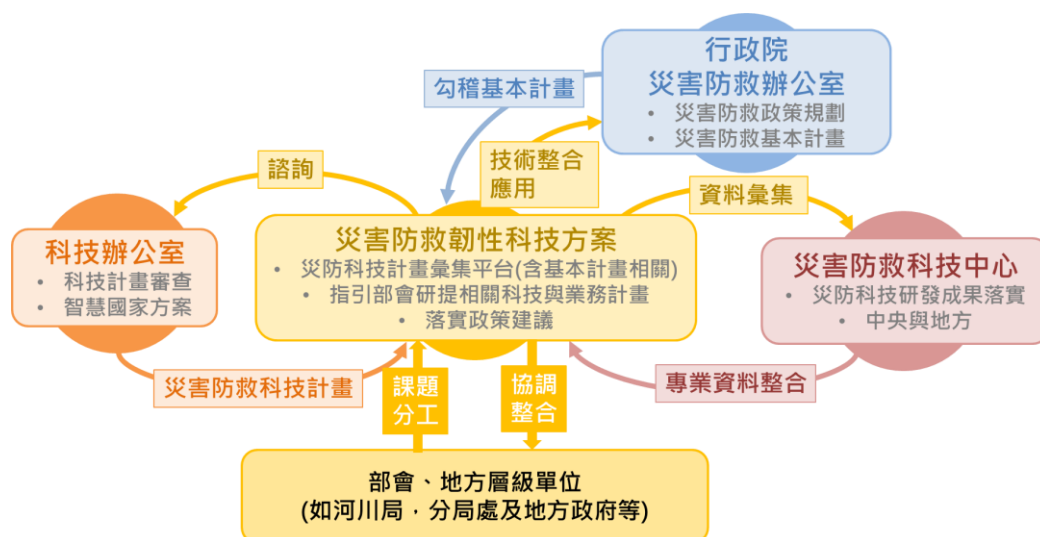 行政院
災害防救辦公室
• 災害防救政策規劃
• 災害防救基本計畫
勾稽基本計畫
技術整合
應用
諮詢
資料彙集
科技辦公室
• 科技計畫審查
• 智慧國家方案
災害防救韌性科技方案
• 災防科技計畫彙集平台(含基本計畫相關)
• 指引部會研提相關科技與業務計畫
• 落實政策建議
災害防救科技中心
• 災防科技研發成果落實
• 中央與地方
災害防救科技計畫
課題
分工
協調
整合
專業資料整合
部會、地方層級單位
(如河川局，分局處及地方政府等)